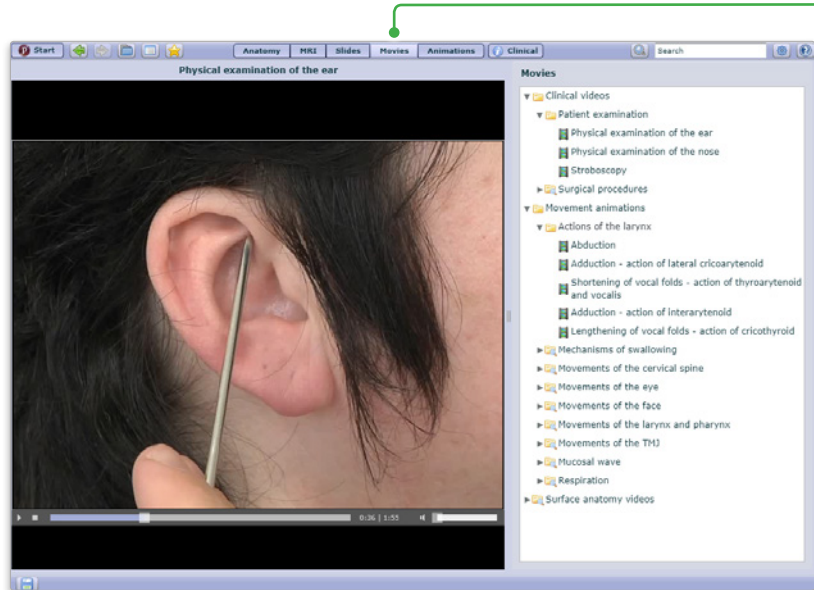 Start
Anatomy MRI Slides Movies Animations Clinical
Search
Physical examination of the ear
0:36 | 1:55
Movies
Clinical videos
Patient examination
Physical examination of the ear
Physical examination of the nose
Stroboscopy
Surgical procedures
Movement animations
Actions of the larynx
Abduction
Adduction - action of lateral cricoarytenoid
Shortening of vocal folds - action of thyroarytenoid
and vocalis
Adduction - action of interarytenoid
Lengthening of vocal folds - action of cricothyroid
Mechanisms of swallowing
Movements of the cervical spine
Movements of the eye
Movements of the face
Movements of the larynx and pharynx
Movements of the TMJ
Mucosal wave
Respiration
Surface anatomy videos